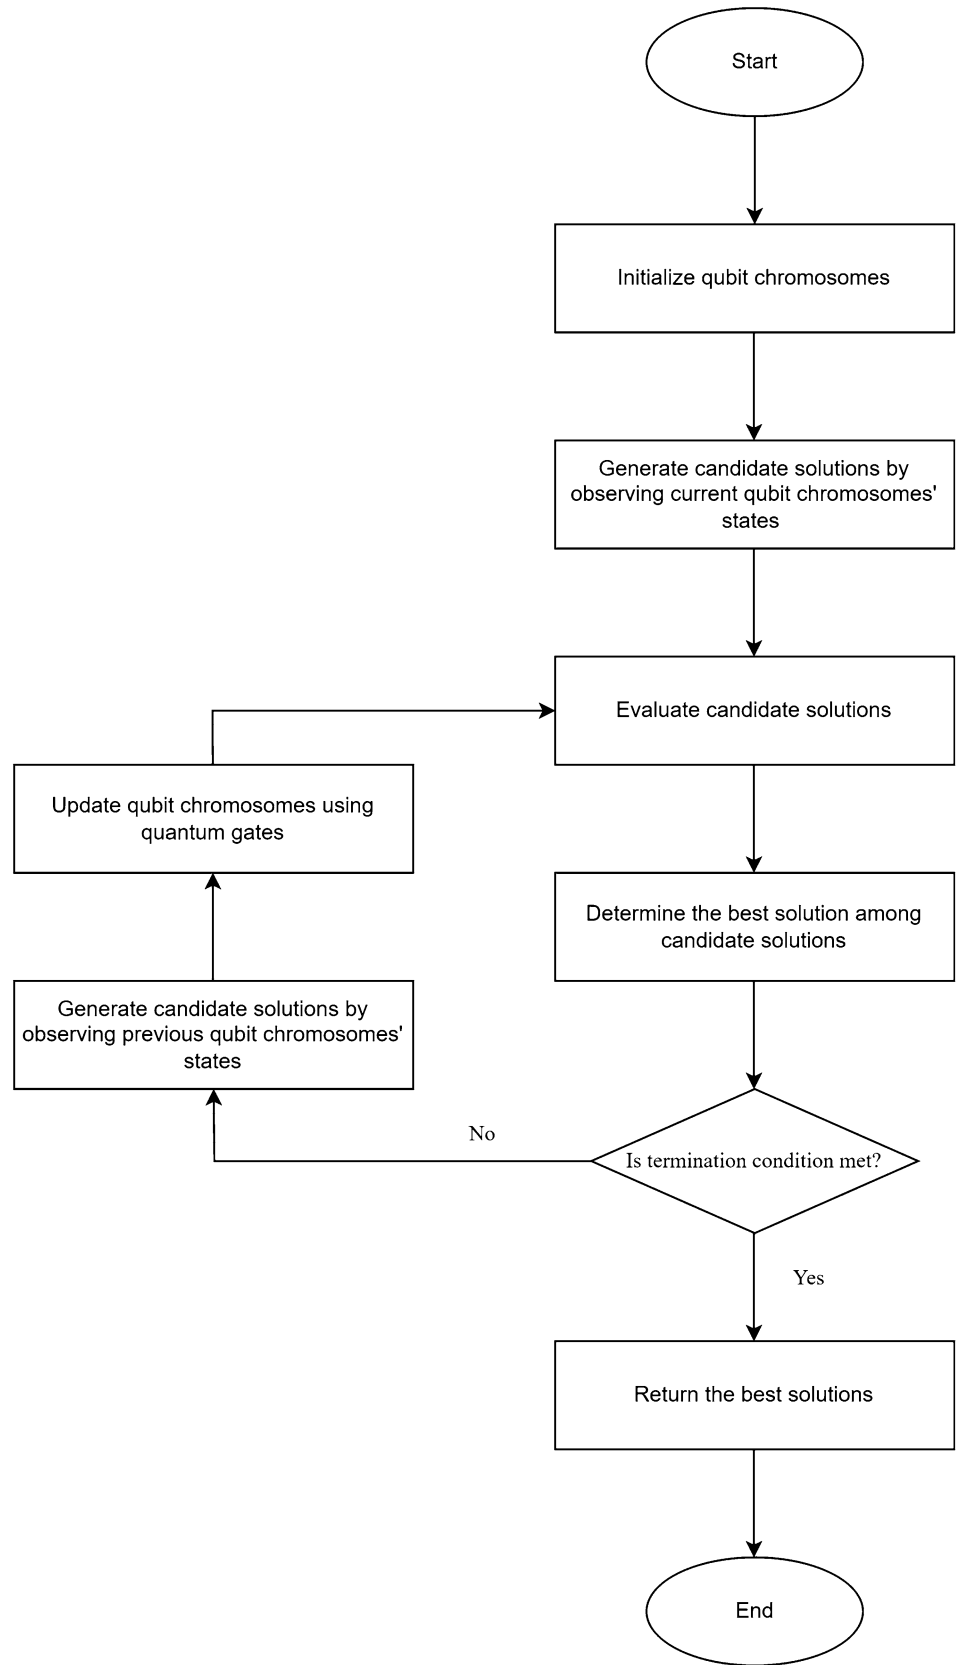 Start
Initialize qubit chromosomes
Generate candidate solutions by
observing current qubit chromosomes'
states
Evaluate candidate solutions
Update qubit chromosomes using
quantum gates
Determine the best solution among
candidate solutions
Generate candidate solutions by
observing previous qubit chromosomes'
states
No
Is termination condition met?
Yes
Return the best solutions
End